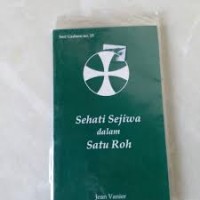 Sehati Sejiwa
dalam
Satu Roh
Jean Vanier